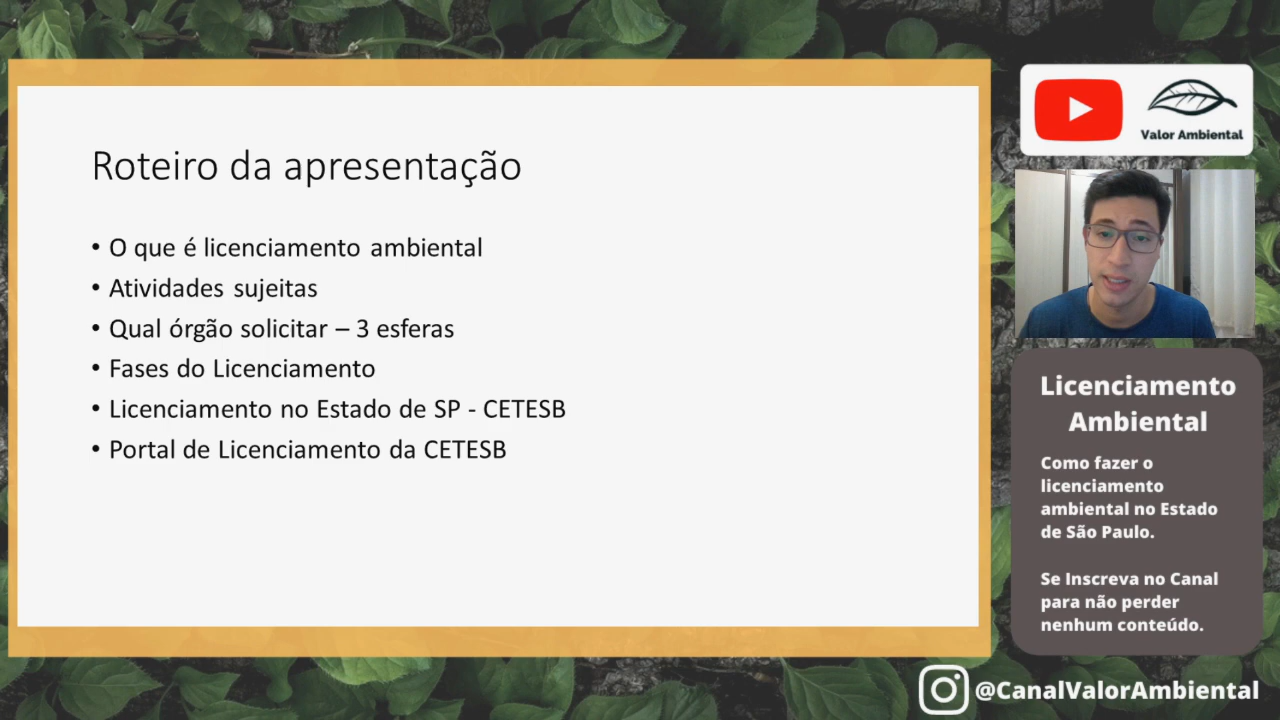 Roteiro da apresentação
• O que é licenciamento ambiental
• Atividades sujeitas
• Qual órgão solicitar – 3 esferas
• Fases do Licenciamento
• Licenciamento no Estado de SP - CETESB
• Portal de Licenciamento da CETESB
Valor Ambiental
Licenciamento
Ambiental
Como fazer o
licenciamento
ambiental no Estado
de São Paulo.
Se Inscreva no Canal
para não perder
nenhum conteúdo.
@CanalValorAmbiental